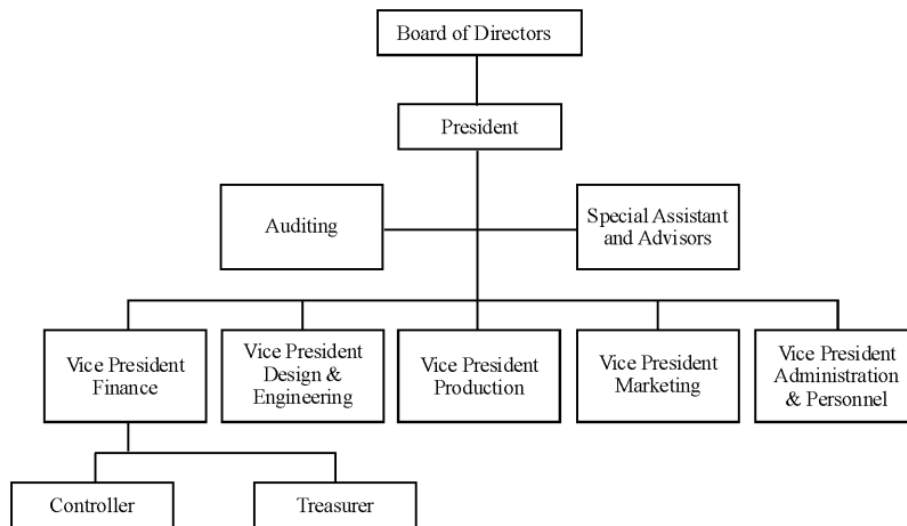 Board of Directors
President
Auditing
Special Assistant
and Advisors
Vice President
Finance
Vice President
Design &
Engineering
Vice President
Production
Vice President
Marketing
Vice President
Administration
& Personnel
Controller
Treasurer